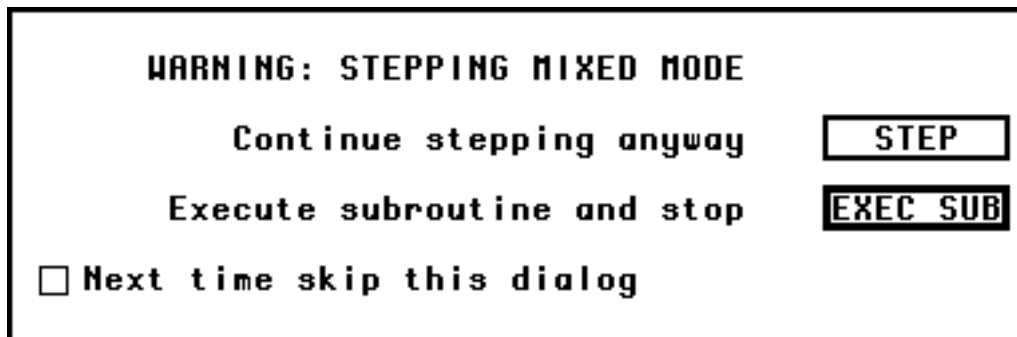 WARNING: STEPPING MIXED MODE
Continue stepping anyway STEP
Execute subroutine and stop EXEC SUB
Next time skip this dialog